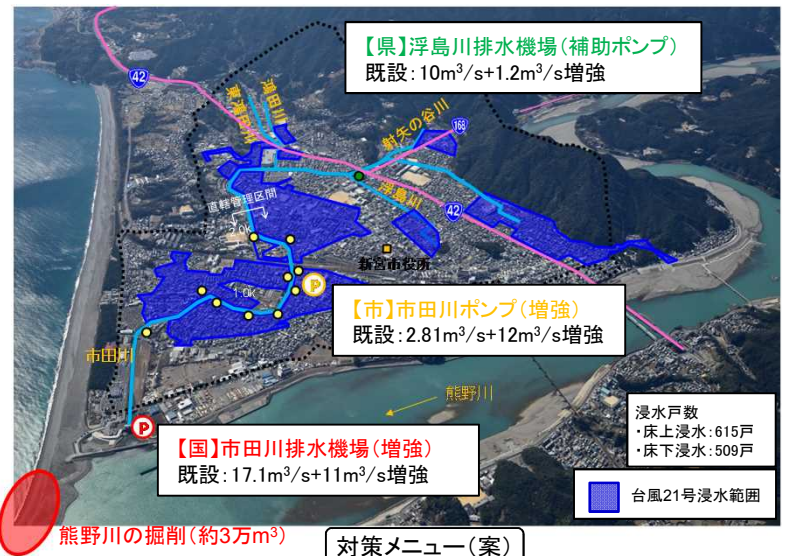 【県】浮島川排水機場（補助ポンプ）
既設：10m³/s+1.2m³/s増強
42
鴻田川
東鴻田川
射矢の谷川
168
浮島川
42
直轄管理区間
2.0k
新宮市役所
P
1.0k
【市】市田川ポンプ（増強）
既設：2.81m³/s+12m³/s増強
市田川
熊野川
浸水戸数
・床上浸水：615戸
・床下浸水：509戸
P
【国】市田川排水機場（増強）
既設：17.1m³/s+11m³/s増強
台風21号浸水範囲
熊野川の掘削（約3万m³）
対策メニュー（案）